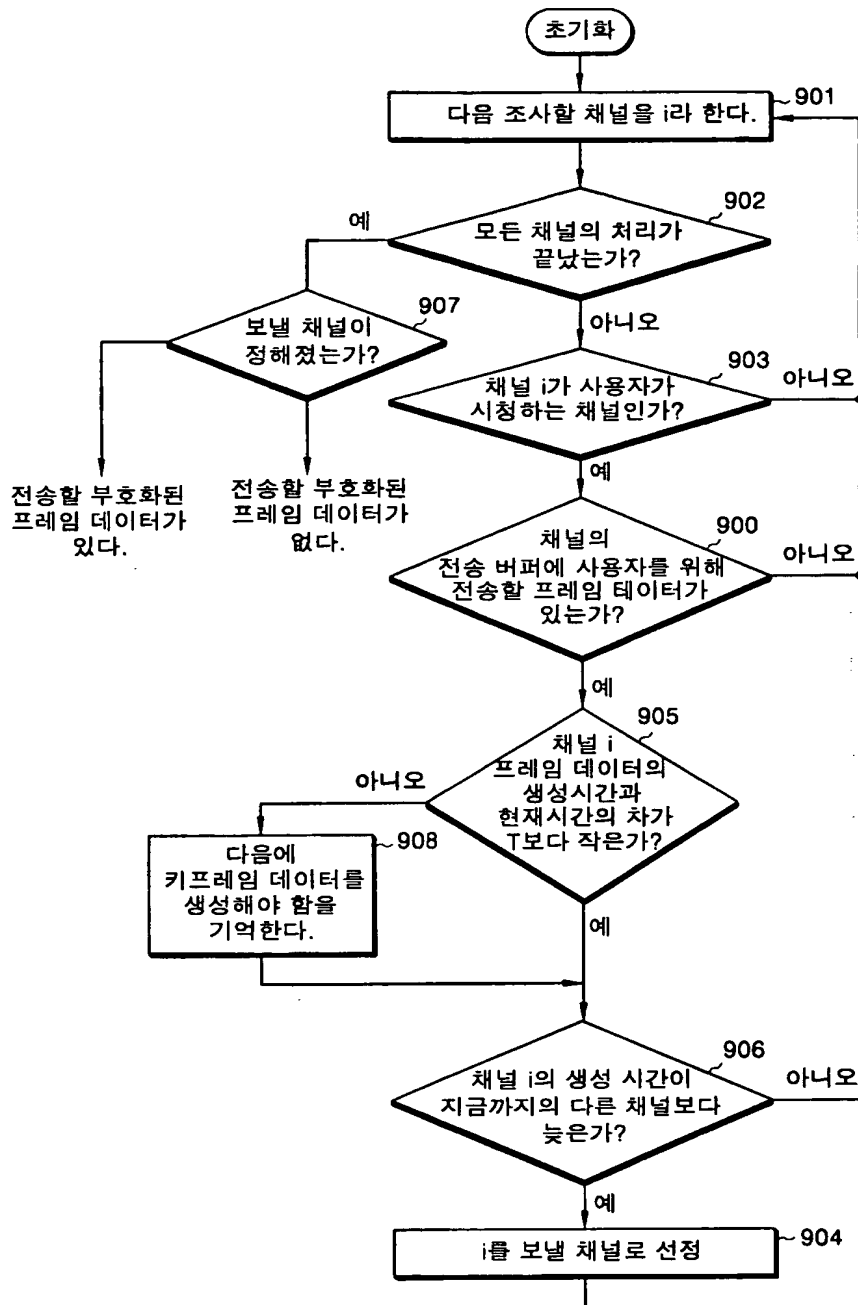 초기화
901
다음 조사할 채널을 i라 한다.
902
예
모든 채널의 처리가
끝났는가?
907
보낼 채널이
정해졌는가?
아니오
903
채널 i가 사용자가
시청하는 채널인가?
아니오
예
전송할 부호화된
프레임 데이터가
있다.
전송할 부호화된
프레임 데이터가
없다.
900
채널의
전송 버퍼에 사용자를 위해
전송할 프레임 테이터가
있는가?
아니오
예
905
채널 i
프레임 데이터의
생성시간과
현재시간의 차가
T보다 작은가?
아니오
908
다음에
키프레임 데이터를
생성해야 함을
기억한다.
예
906
채널 i의 생성 시간이
지금까지의 다른 채널보다
늦은가?
아니오
예
904
i를 보낼 채널로 선정